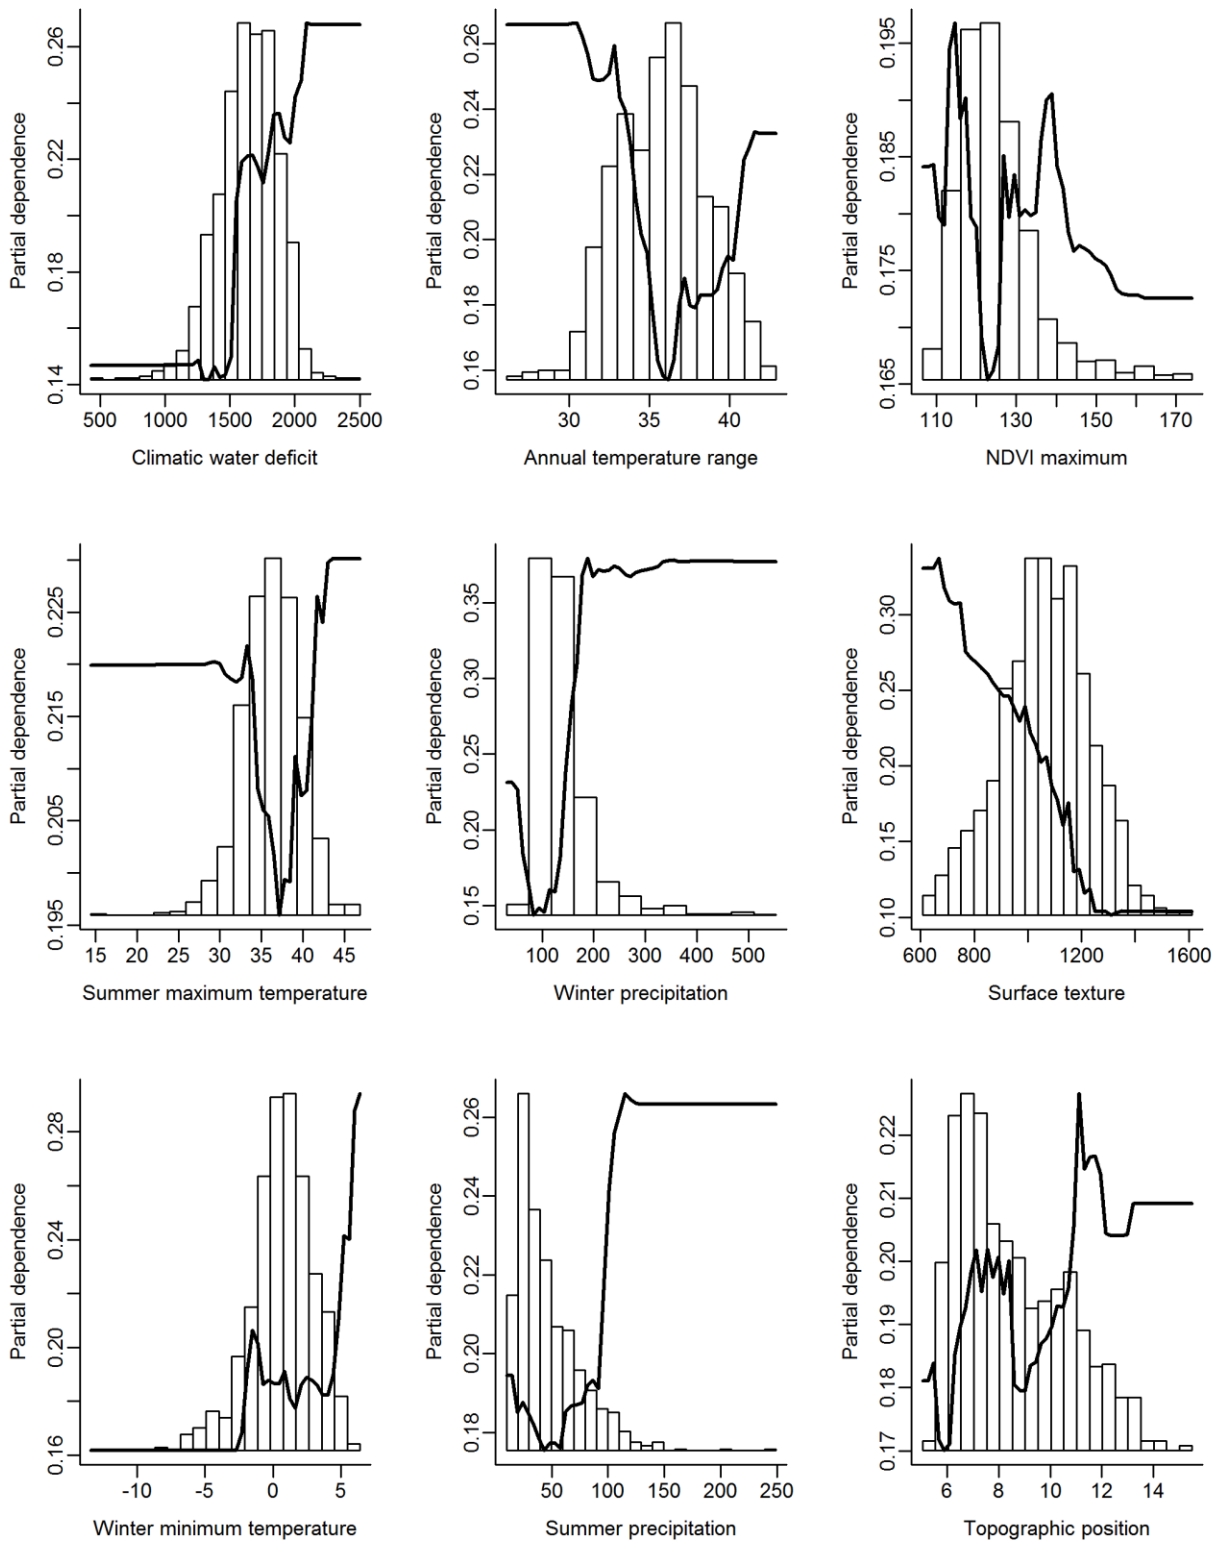 Partial dependence
0.14 0.18 0.22 0.26
500 1000 1500 2000 2500
Climatic water deficit
Partial dependence
0.16 0.18 0.20 0.22 0.24 0.26
30 35 40
Annual temperature range
Partial dependence
0.165 0.175 0.185 0.195
110 130 150 170
NDVI maximum
Partial dependence
0.195 0.205 0.215 0.225
15 20 25 30 35 40 45
Summer maximum temperature
Partial dependence
0.15 0.20 0.25 0.30 0.35
100 200 300 400 500
Winter precipitation
Partial dependence
0.10 0.15 0.20 0.25 0.30
600 800 1200 1600
Surface texture
Partial dependence
0.16 0.20 0.24 0.28
-10 -5 0 5
Winter minimum temperature
Partial dependence
0.18 0.20 0.22 0.24 0.26
50 100 150 200 250
Summer precipitation
Partial dependence
0.17 0.18 0.19 0.20 0.21 0.22
6 8 10 12 14
Topographic position